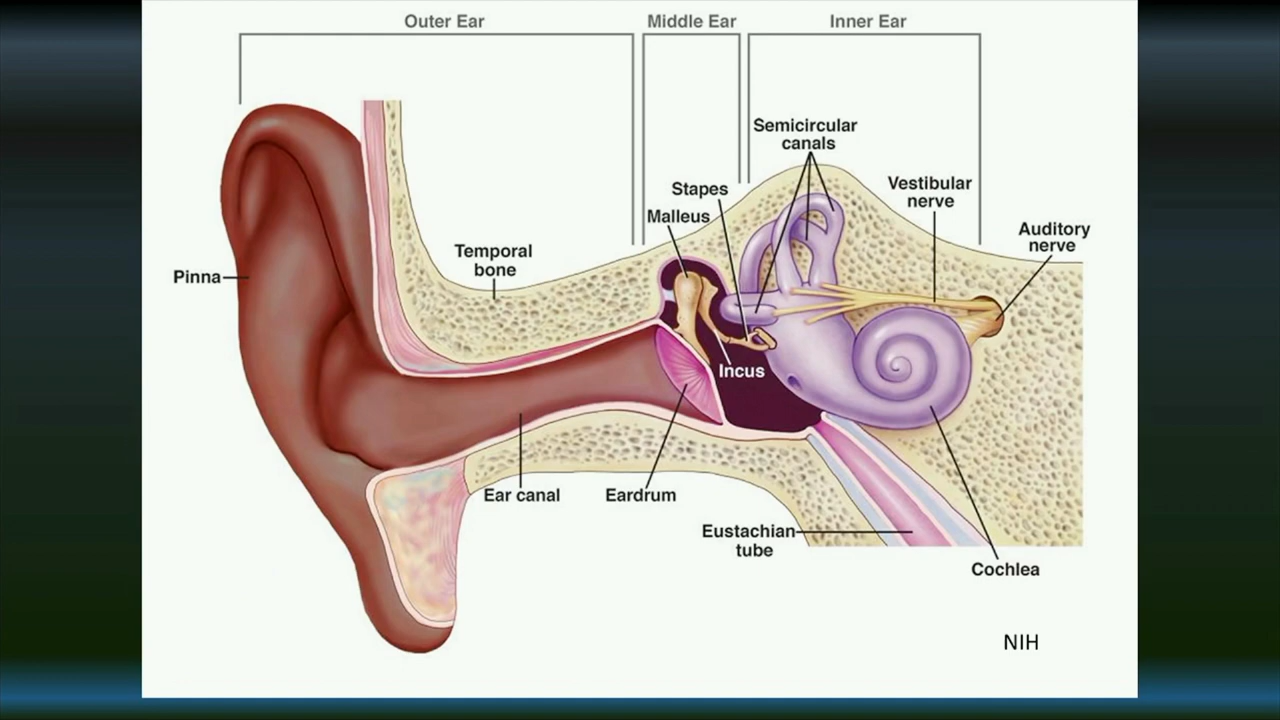 Outer Ear
Middle Ear
Inner Ear
Semicircular
canals
Stapes
Vestibular
nerve
Malleus
Auditory
nerve
Temporal
bone
Pinna
Incus
Ear canal
Eardrum
Eustachian
tube
Cochlea
NIH